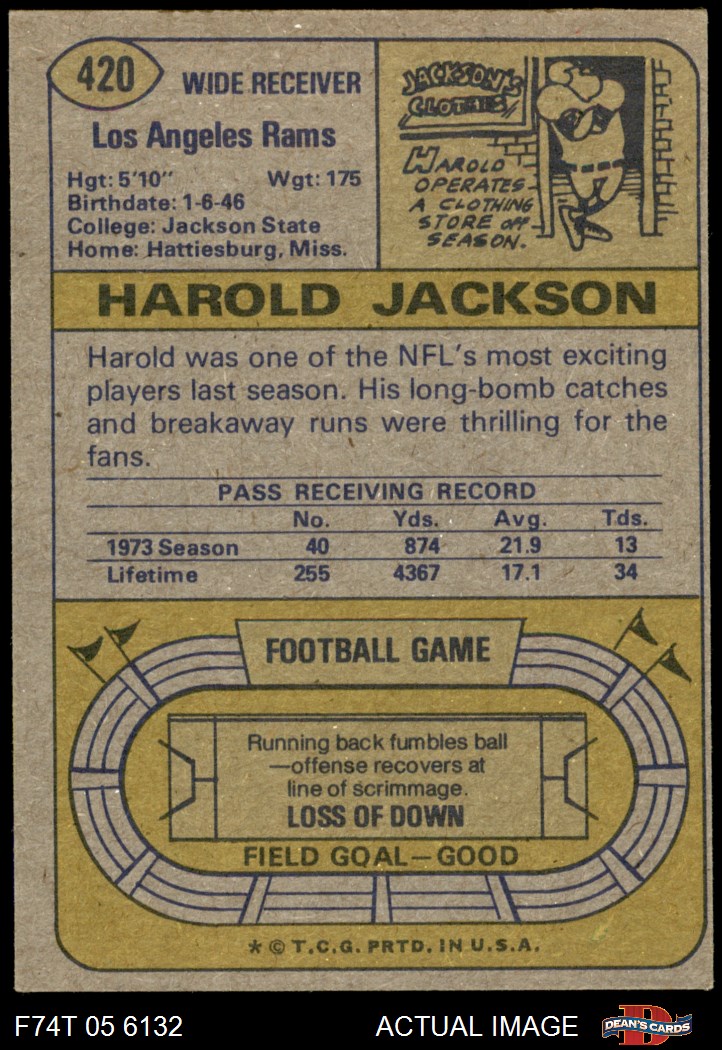 420
WIDE RECEIVER
Los Angeles Rams
Hgt: 5'10" Wgt: 175
Birthdate: 1-6-46
College: Jackson State
Home: Hattiesburg, Miss.
JACKSON'S
CLOTHES
HAROLD
OPERATES
A CLOTHING
STORE OFF
SEASON.
HAROLD JACKSON
Harold was one of the NFL's most exciting
players last season. His long-bomb catches
and breakaway runs were thrilling for the
fans.
PASS RECEIVING RECORD
No. Yds. Avg. Tds.
1973 Season 40 874 21.9 13
Lifetime 255 4367 17.1 34
FOOTBALL GAME
Running back fumbles ball
—offense recovers at
line of scrimmage.
LOSS OF DOWN
FIELD GOAL—GOOD
* © T.C.G. PRTD. IN U.S.A.
F74T 05 6132 ACTUAL IMAGE DEAN'S CARDS